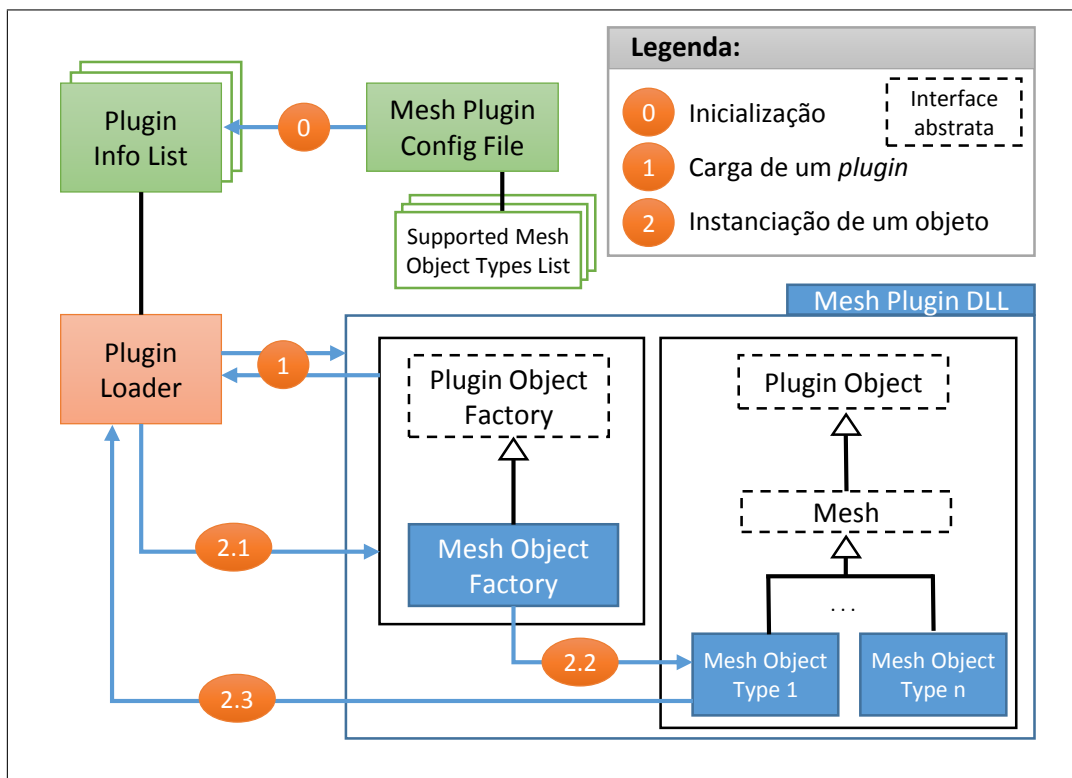 Legenda:
0 Inicialização
Interface
abstrata
1 Carga de um plugin
2 Instanciação de um objeto
Plugin
Info List
0
Mesh Plugin
Config File
Supported Mesh
Object Types List
Mesh Plugin DLL
Plugin
Loader
1
Plugin Object
Factory
Plugin Object
Mesh
2.1
Mesh Object
Factory
. . .
2.2
Mesh Object
Type 1
Mesh Object
Type n
2.3